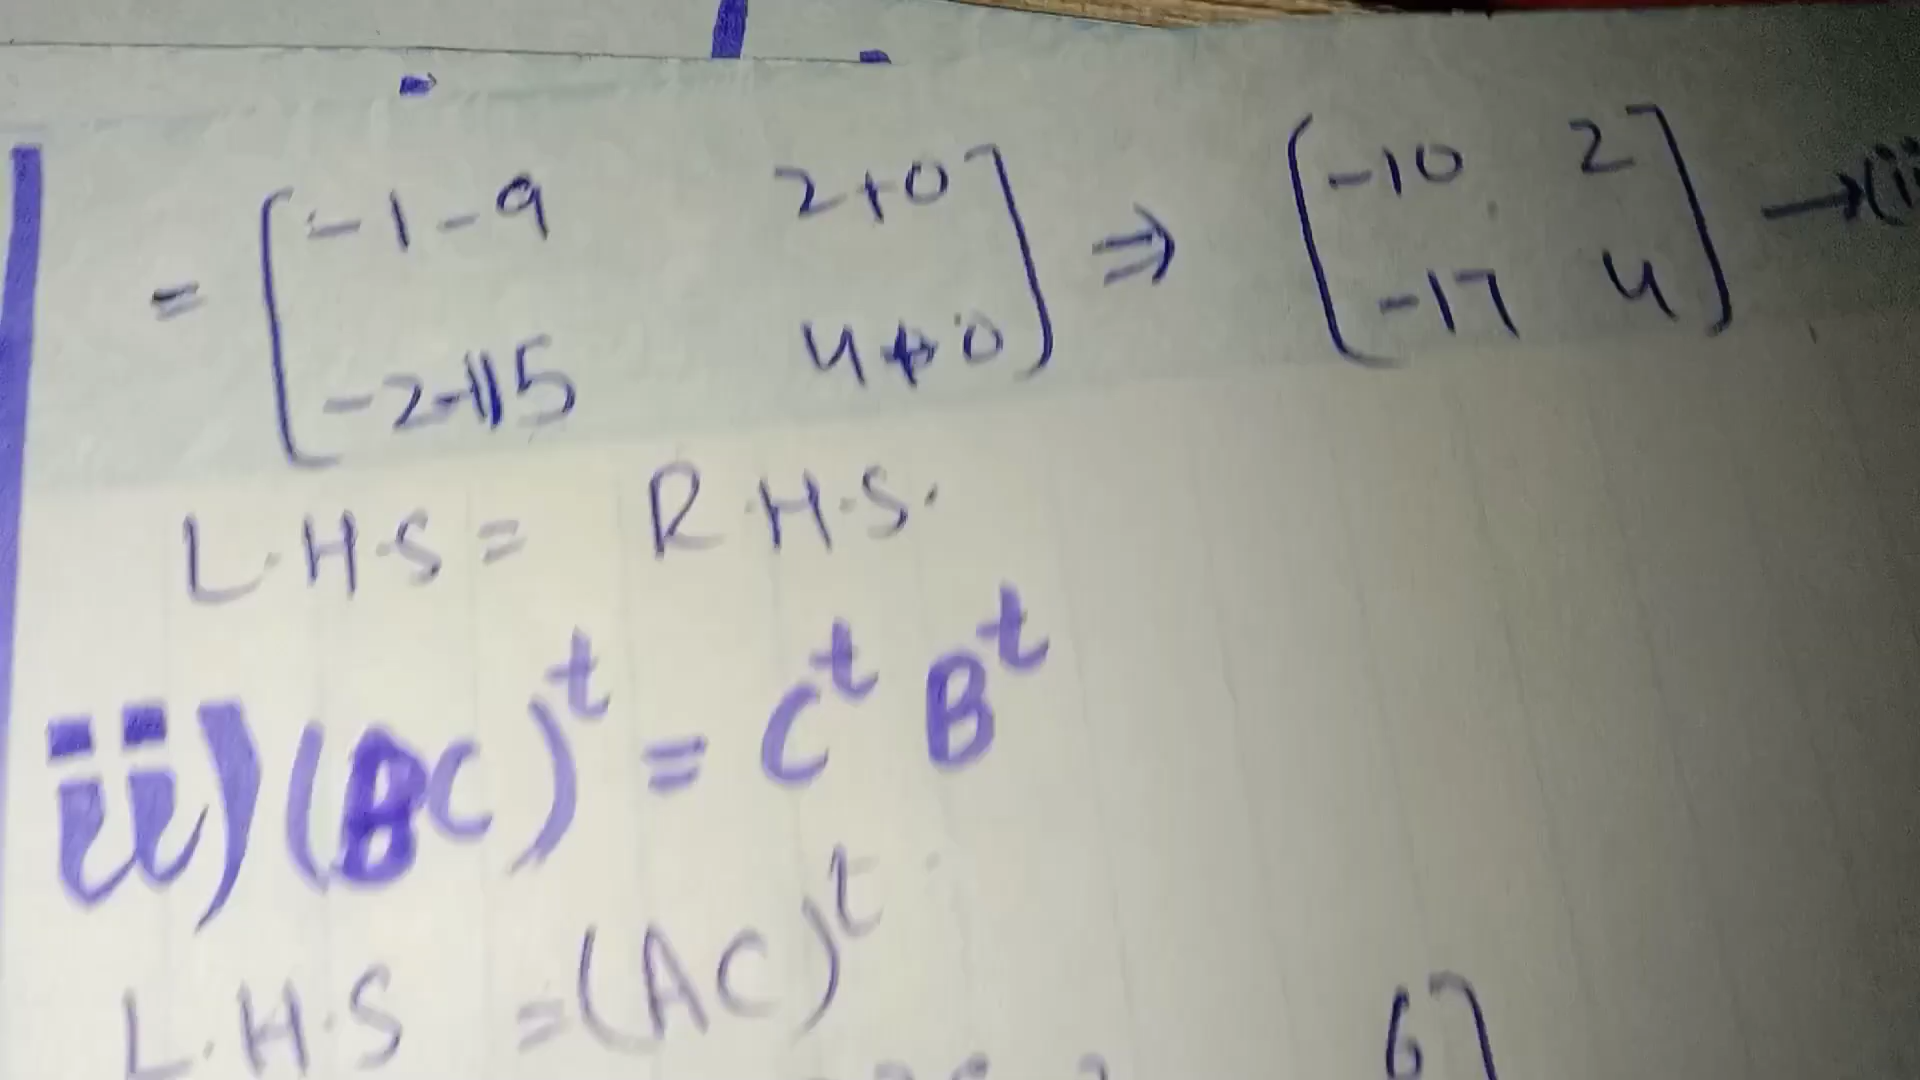 = [ -1-9 2+0 ⇒ [ -10 2 ] →(ii
-2-15 4+0 ] -17 4
L.H.S = R.H.S.
ii) (BC)^t = C^t B^t
L.H.S = (AC)^t
6 ]